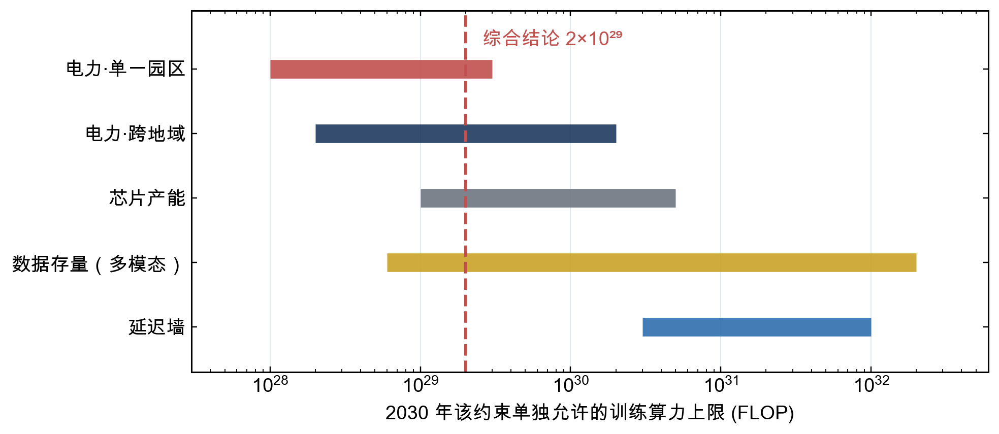 综合结论 2×10²⁹
电力·单一园区
电力·跨地域
芯片产能
数据存量（多模态）
延迟墙
10²⁸ 10²⁹ 10³⁰ 10³¹ 10³²
2030 年该约束单独允许的训练算力上限 (FLOP)